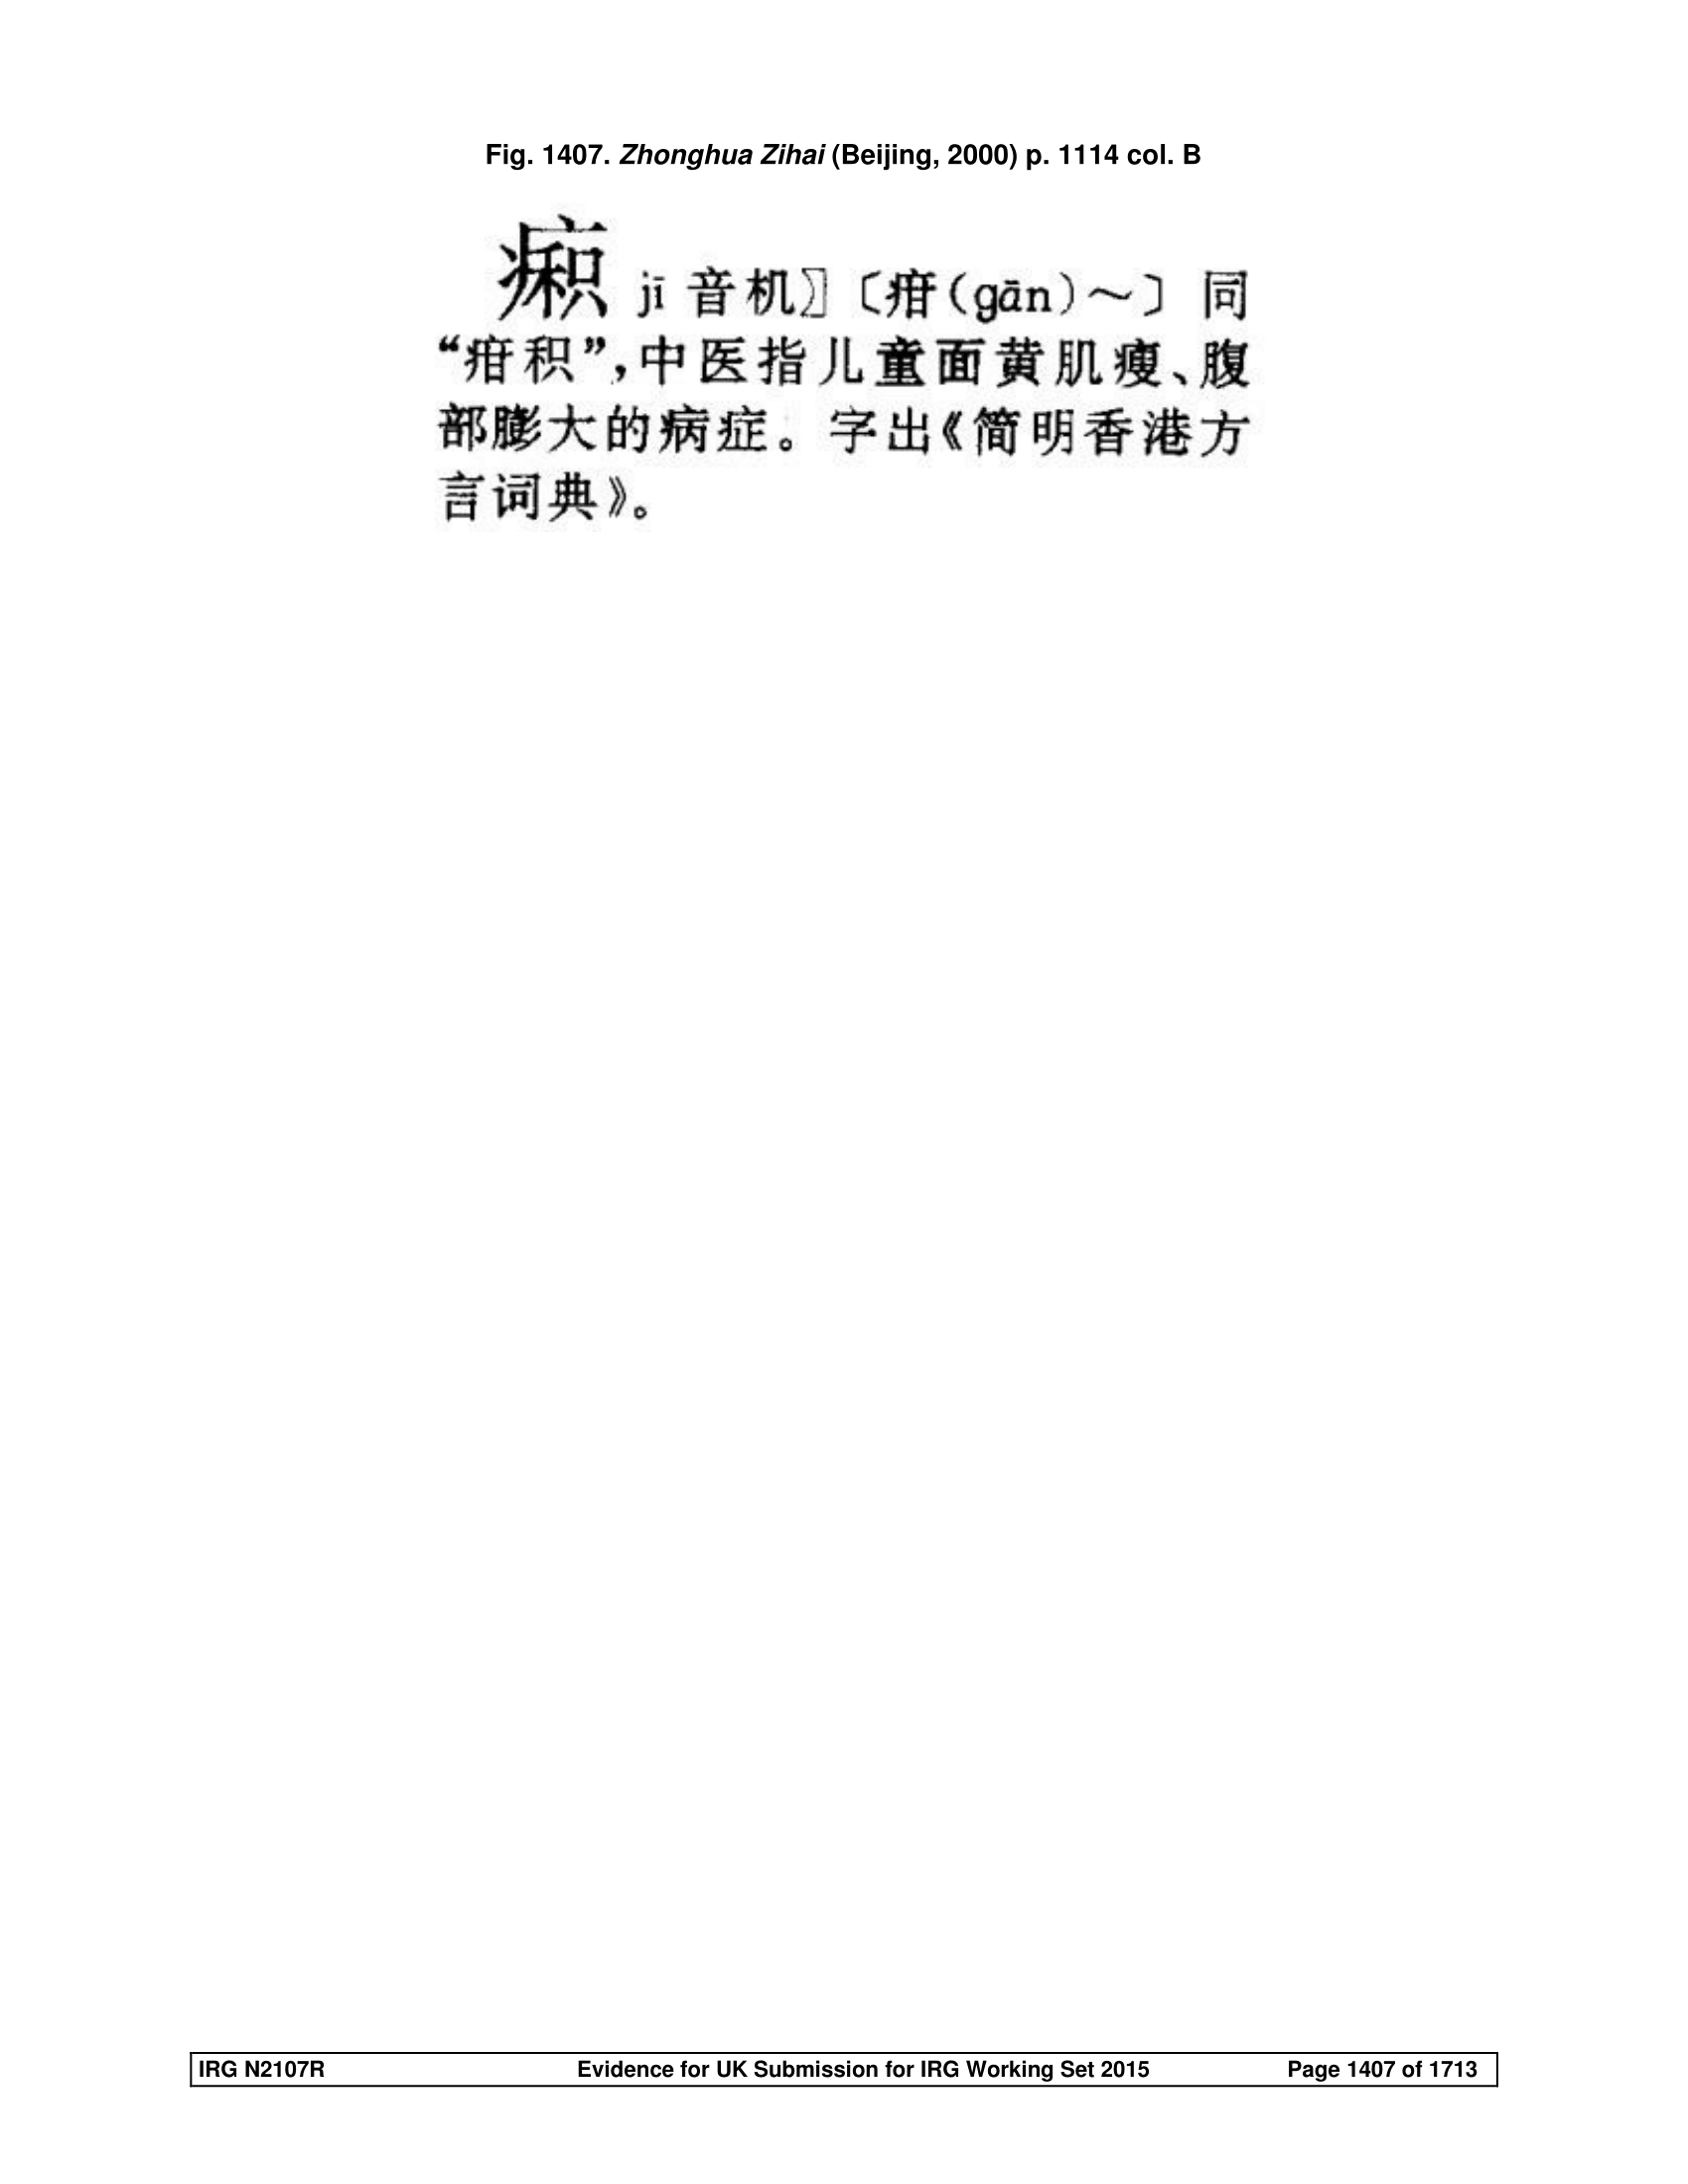 Fig. 1407. Zhonghua Zihai (Beijing, 2000) p. 1114 col. B
⿸疒积 jī 音机〗〔疳(gān)～〕同
“疳积”,中医指儿童面黄肌瘦、腹
部膨大的病症。字出《简明香港方
言词典》。
IRG N2107R Evidence for UK Submission for IRG Working Set 2015 Page 1407 of 1713